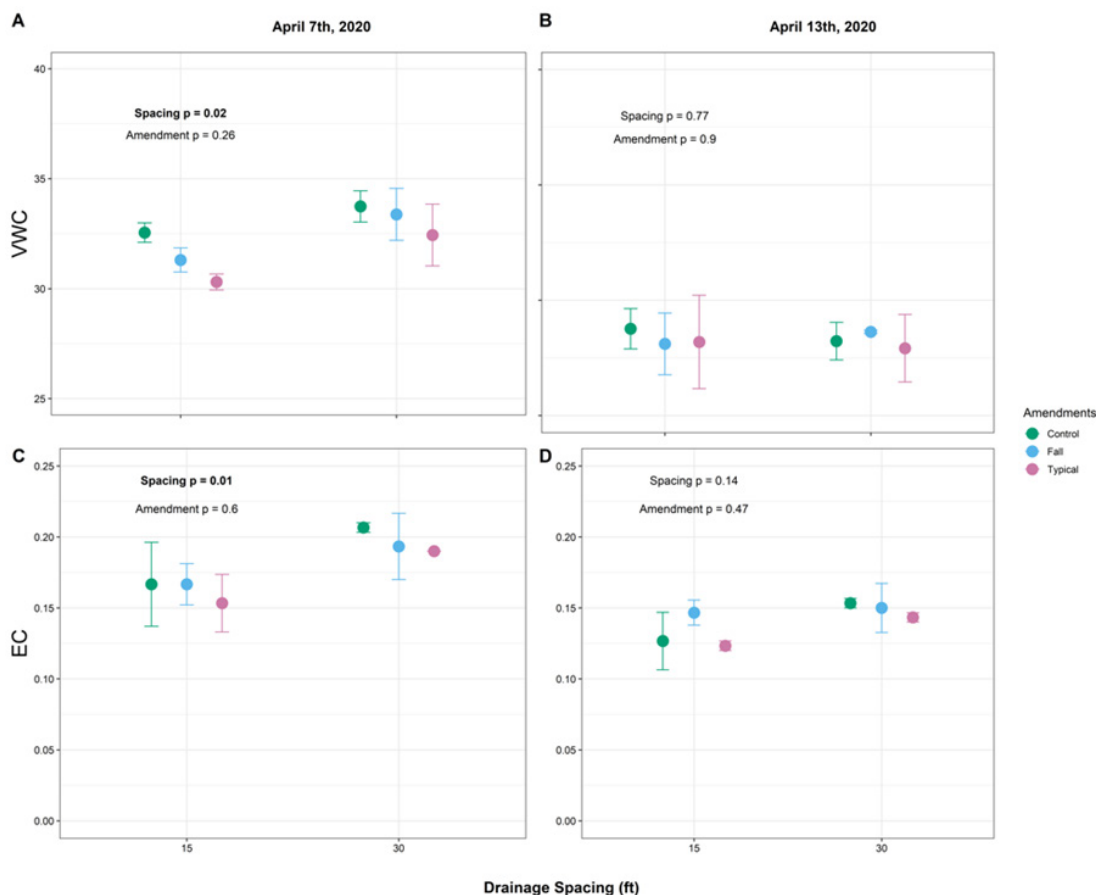 A
April 7th, 2020
B
April 13th, 2020
40
35
30
25
VWC
Spacing p = 0.02
Amendment p = 0.26
Spacing p = 0.77
Amendment p = 0.9
Amendments
Control
Fall
Typical
C
0.25
0.20
0.15
0.10
0.05
0.00
EC
Spacing p = 0.01
Amendment p = 0.6
15
30
D
0.25
0.20
0.15
0.10
0.05
0.00
Spacing p = 0.14
Amendment p = 0.47
15
30
Drainage Spacing (ft)